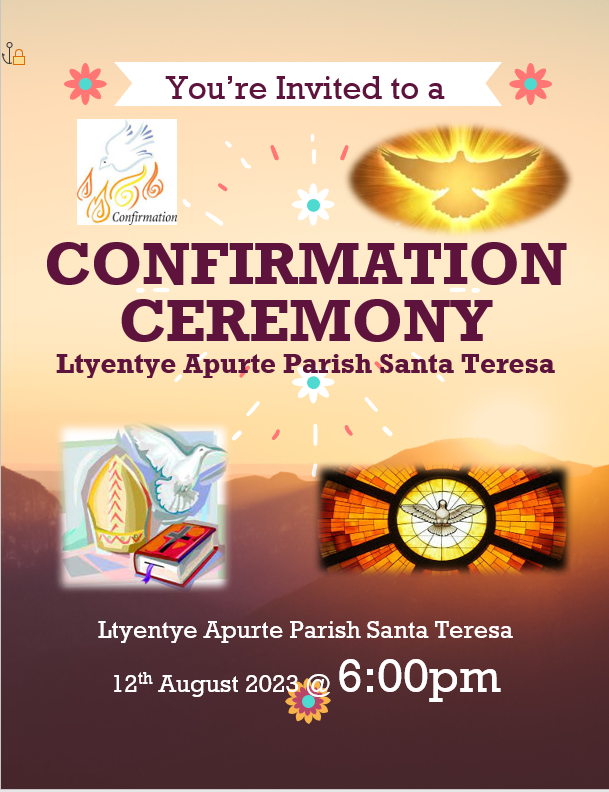 You’re Invited to a
Confirmation
CONFIRMATION
CEREMONY
Ltyentye Apurte Parish Santa Teresa
Ltyentye Apurte Parish Santa Teresa
12th August 2023 @ 6:00pm